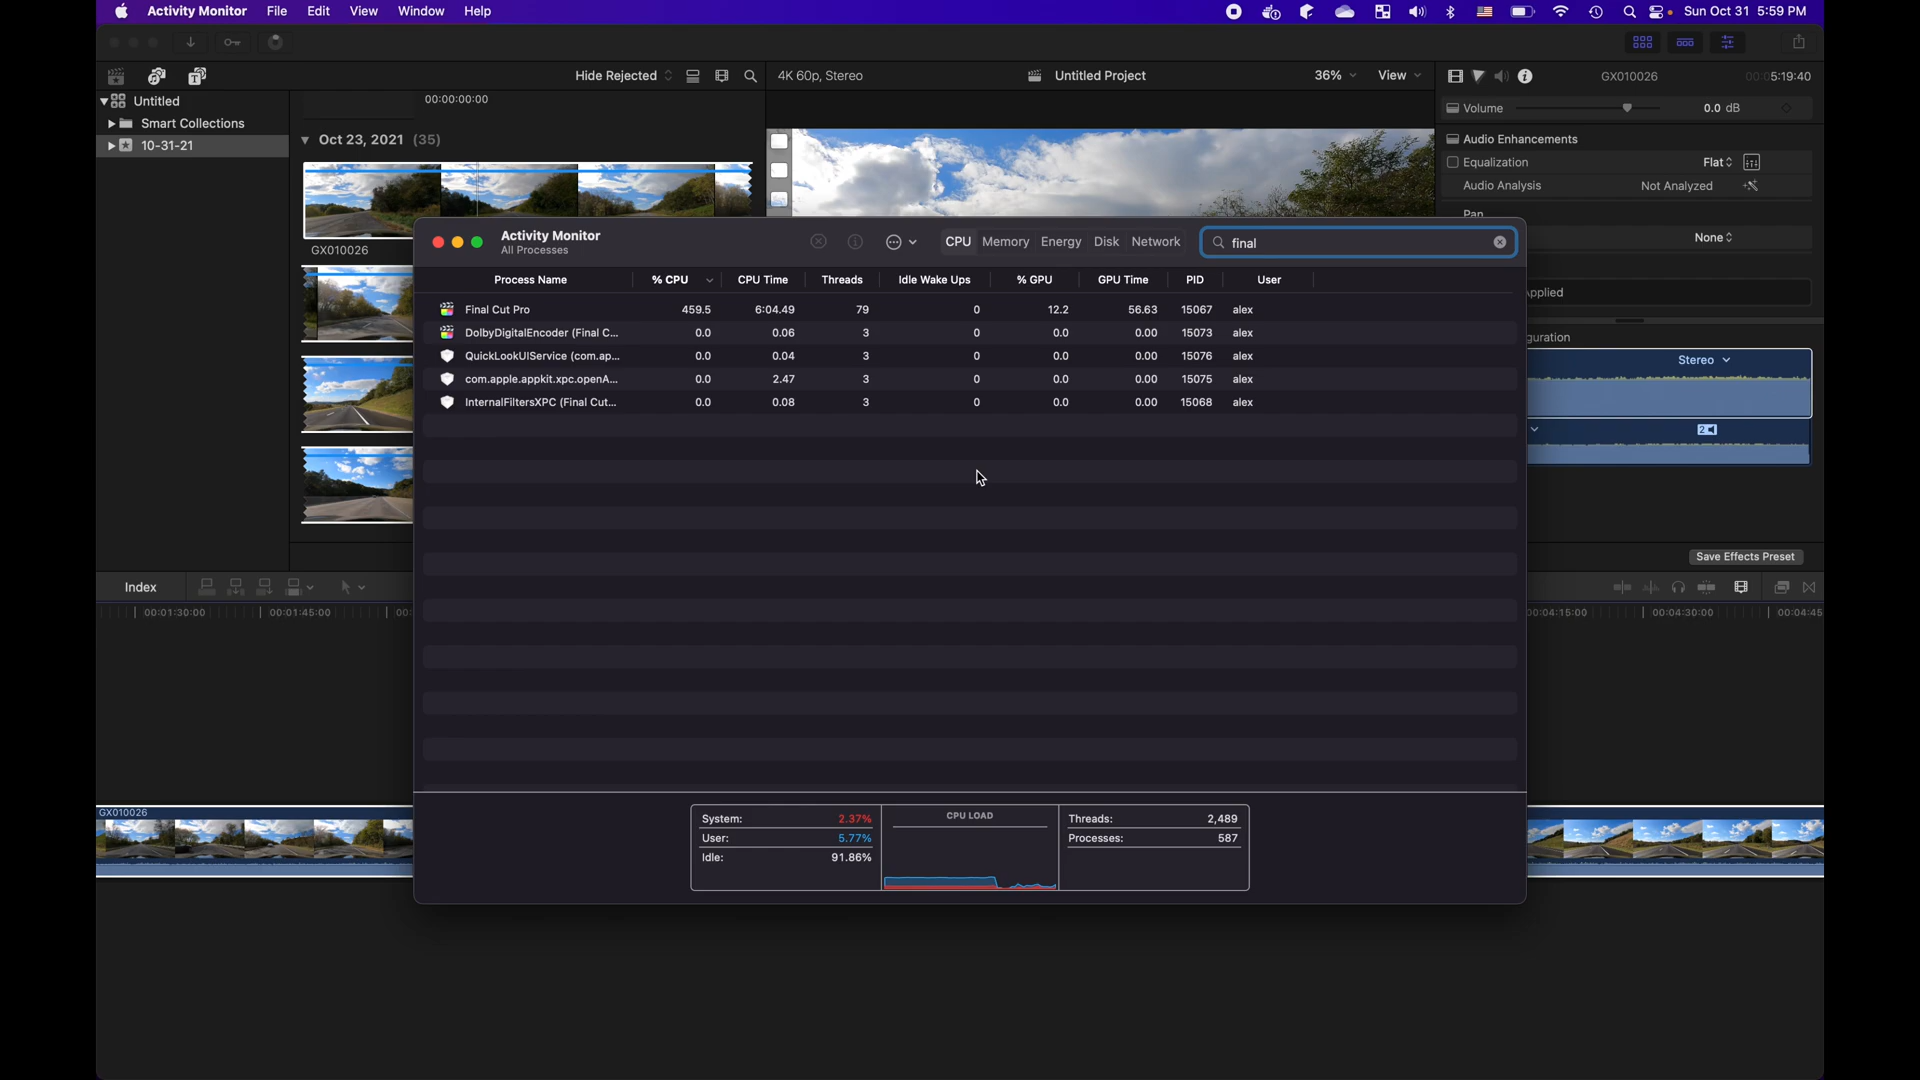 Activity Monitor File Edit View Window Help Sun Oct 31 5:59 PM
Hide Rejected 4K 60p, Stereo Untitled Project 36% View GX010026 00:05:19:40
Untitled
Smart Collections
10-31-21
00:00:00:00
Oct 23, 2021 (35)
GX010026
Volume 0.0 dB
Audio Enhancements
Equalization Flat
Audio Analysis Not Analyzed
Pan
None
pplied
guration
Stereo
2
Save Effects Preset
Activity Monitor
All Processes
CPU Memory Energy Disk Network final
Process Name % CPU CPU Time Threads Idle Wake Ups % GPU GPU Time PID User
Final Cut Pro 459.5 6:04.49 79 0 12.2 56.63 15067 alex
DolbyDigitalEncoder (Final C... 0.0 0.06 3 0 0.0 0.00 15073 alex
QuickLookUIService (com.ap... 0.0 0.04 3 0 0.0 0.00 15076 alex
com.apple.appkit.xpc.openA... 0.0 2.47 3 0 0.0 0.00 15075 alex
InternalFiltersXPC (Final Cut... 0.0 0.08 3 0 0.0 0.00 15068 alex
System: 2.37%
User: 5.77%
Idle: 91.86%
CPU LOAD
Threads: 2,489
Processes: 587
Index
00:01:30:00 00:01:45:00 00: 00:04:15:00 00:04:30:00 00:04:45
GX010026